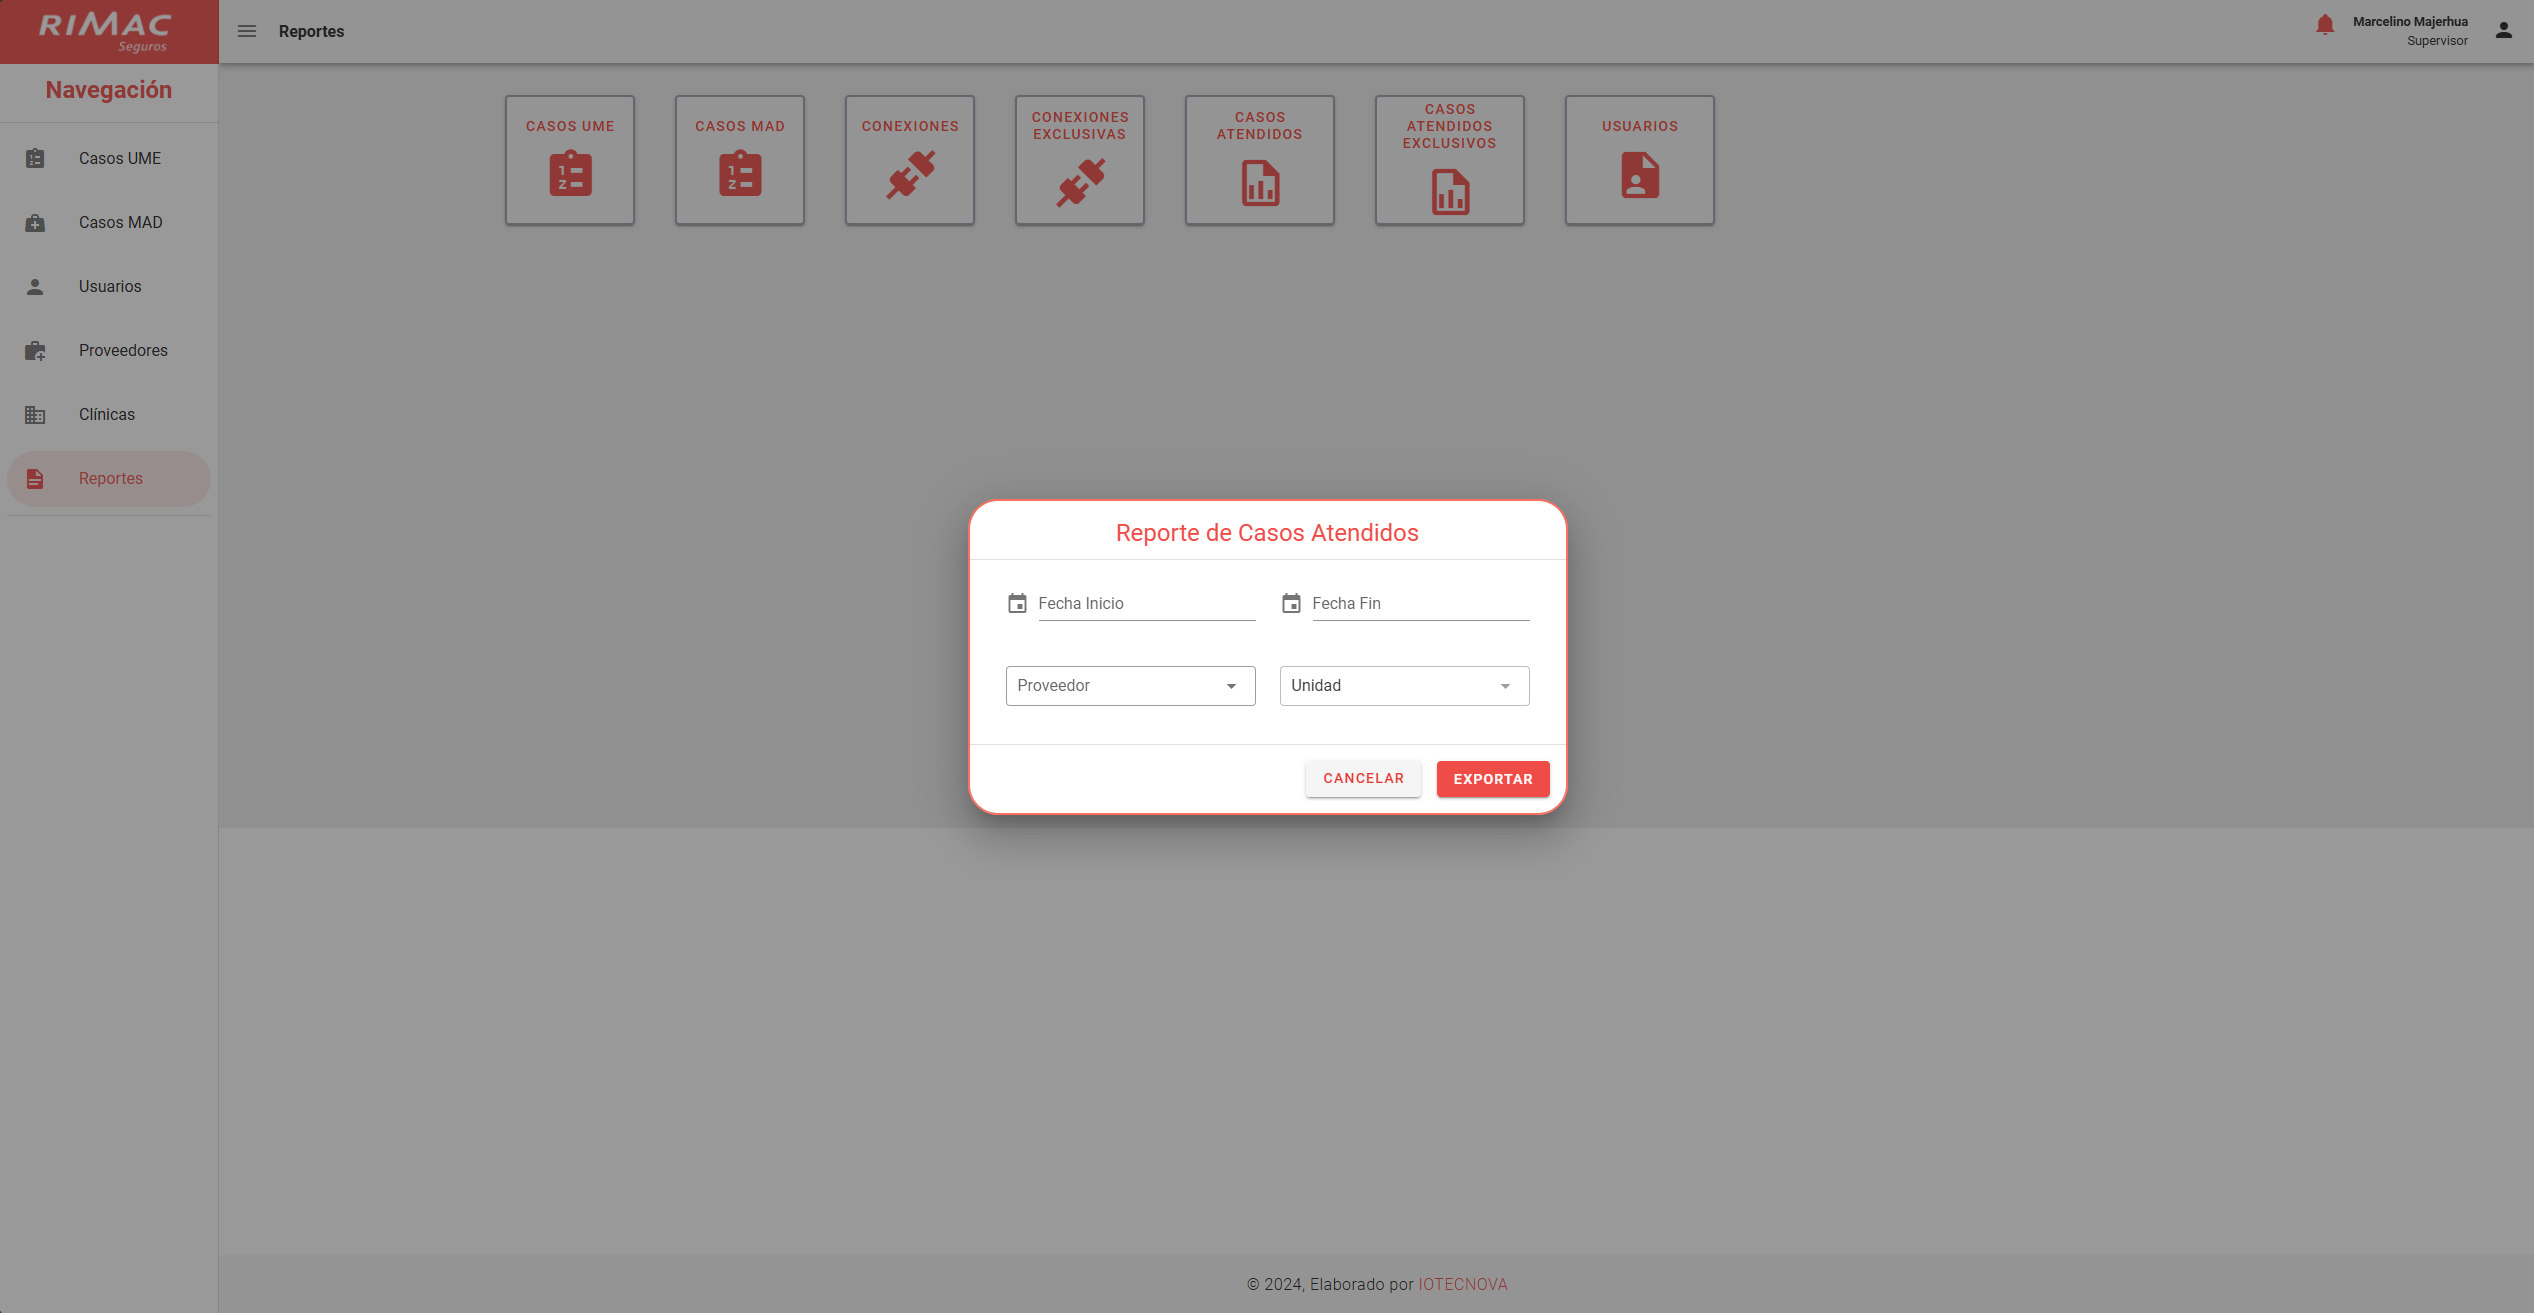 RIMAC
Seguros
Reportes
Marcelino Majerhua
Supervisor
Navegación
Casos UME
Casos MAD
Usuarios
Proveedores
Clínicas
Reportes
CASOS UME
CASOS MAD
CONEXIONES
CONEXIONES
EXCLUSIVAS
CASOS
ATENDIDOS
CASOS
ATENDIDOS
EXCLUSIVOS
USUARIOS
Reporte de Casos Atendidos
Fecha Inicio
Fecha Fin
Proveedor
Unidad
CANCELAR
EXPORTAR
© 2024, Elaborado por IOTECNOVA